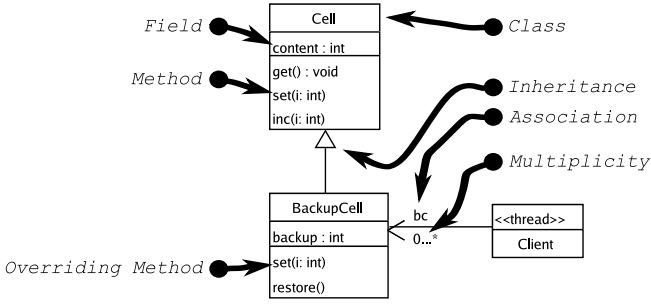 Cell
Field
Class
content : int
get() : void
Method
set(i: int)
Inheritance
inc(i: int)
Association
Multiplicity
BackupCell
bc
<<thread>>
backup : int
0...*
Client
Overriding Method
set(i: int)
restore()